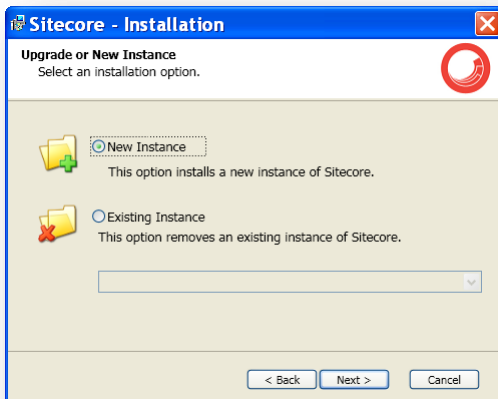 Sitecore - Installation
Upgrade or New Instance
Select an installation option.
New Instance
This option installs a new instance of Sitecore.
Existing Instance
This option removes an existing instance of Sitecore.
< Back Next > Cancel